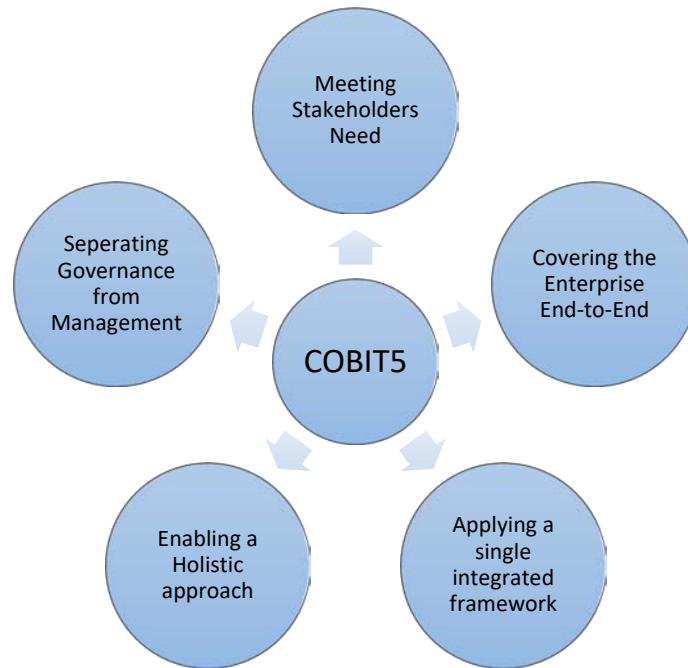 Meeting
Stakeholders
Need
Seperating
Governance
from
Management
Covering the
Enterprise
End-to-End
COBIT5
Enabling a
Holistic
approach
Applying a
single
integrated
framework